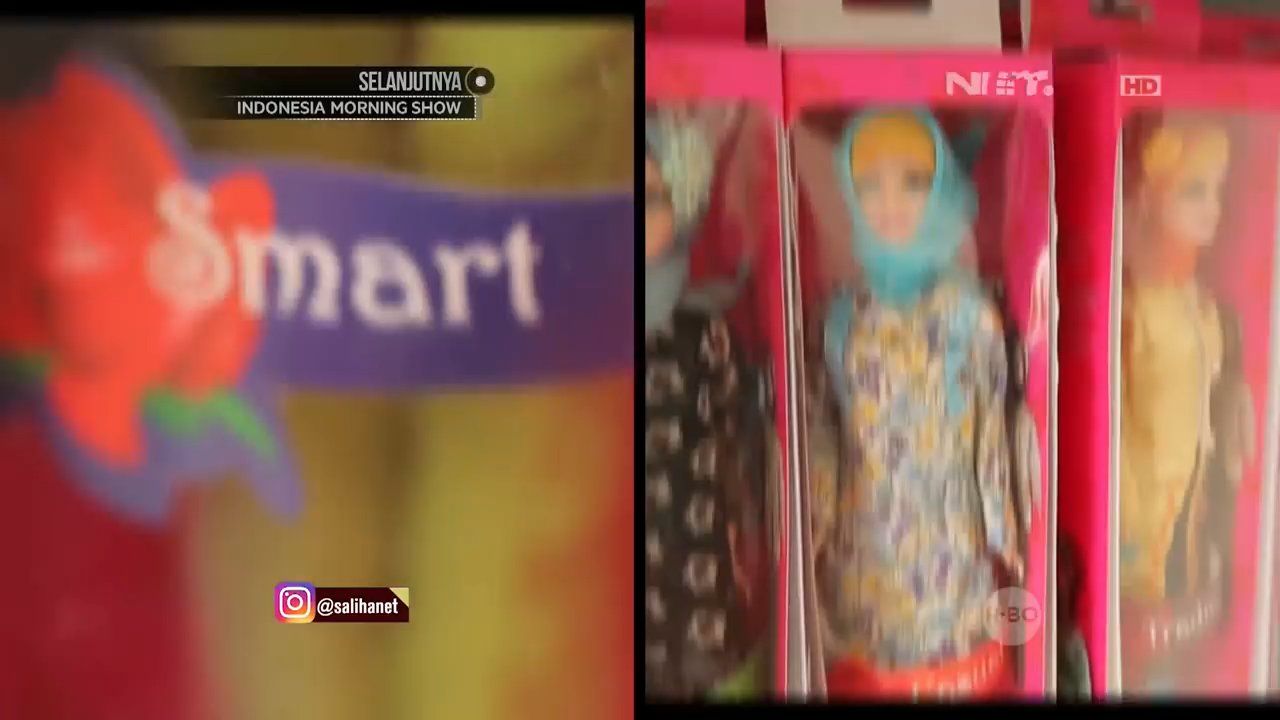 SELANJUTNYA
INDONESIA MORNING SHOW
Smart
@salihanet
NET.
HD